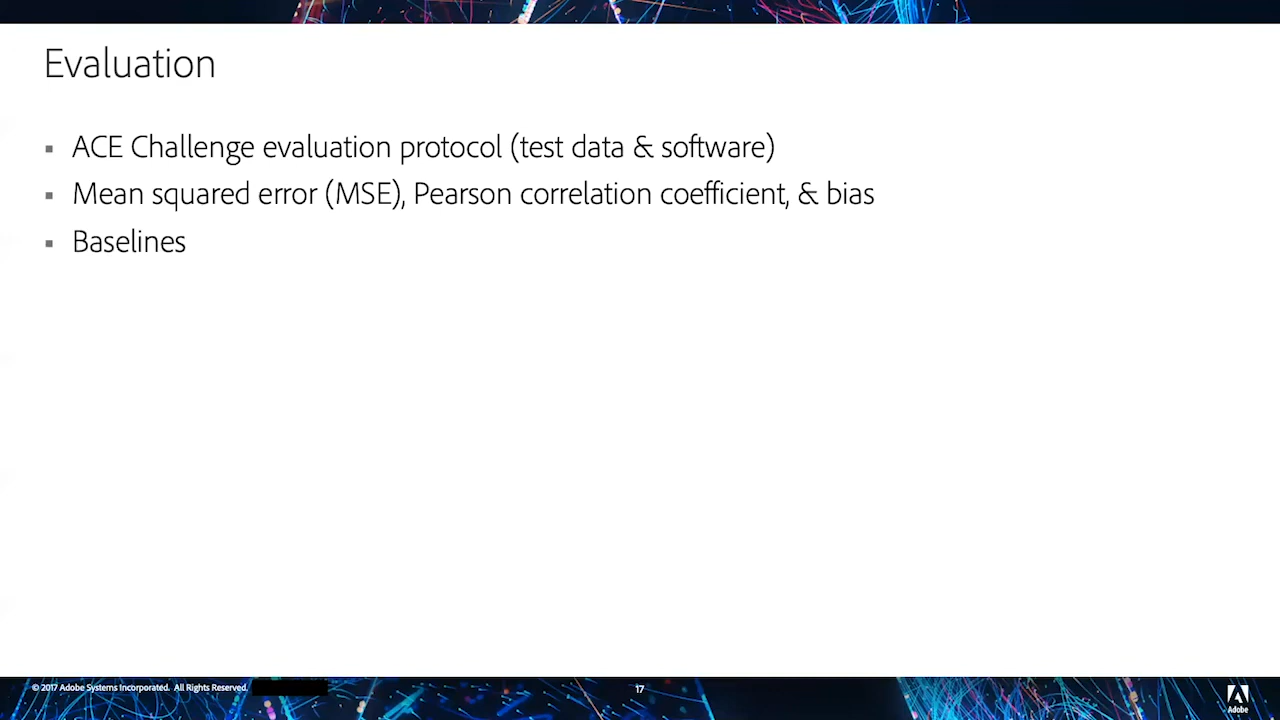 Evaluation
▪ ACE Challenge evaluation protocol (test data & software)
▪ Mean squared error (MSE), Pearson correlation coefficient, & bias
▪ Baselines
© 2017 Adobe Systems Incorporated. All Rights Reserved.
17
Adobe